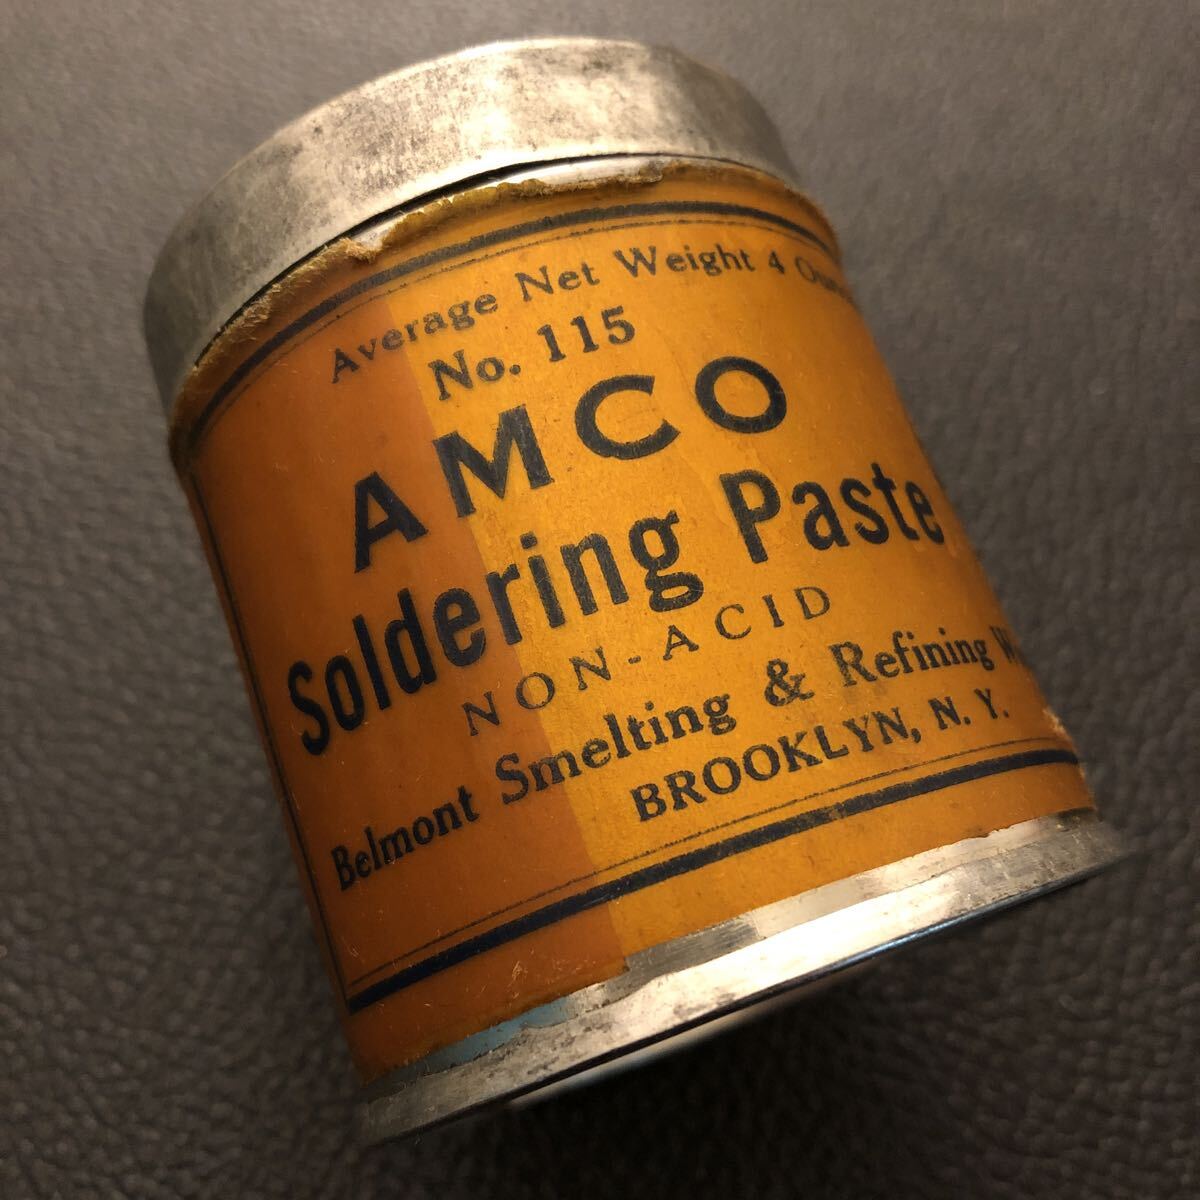 Average Net Weight 4
No. 115
AMCO
Soldering Paste
NON-ACID
Belmont Smelting & Refining
BROOKLYN, N. Y.